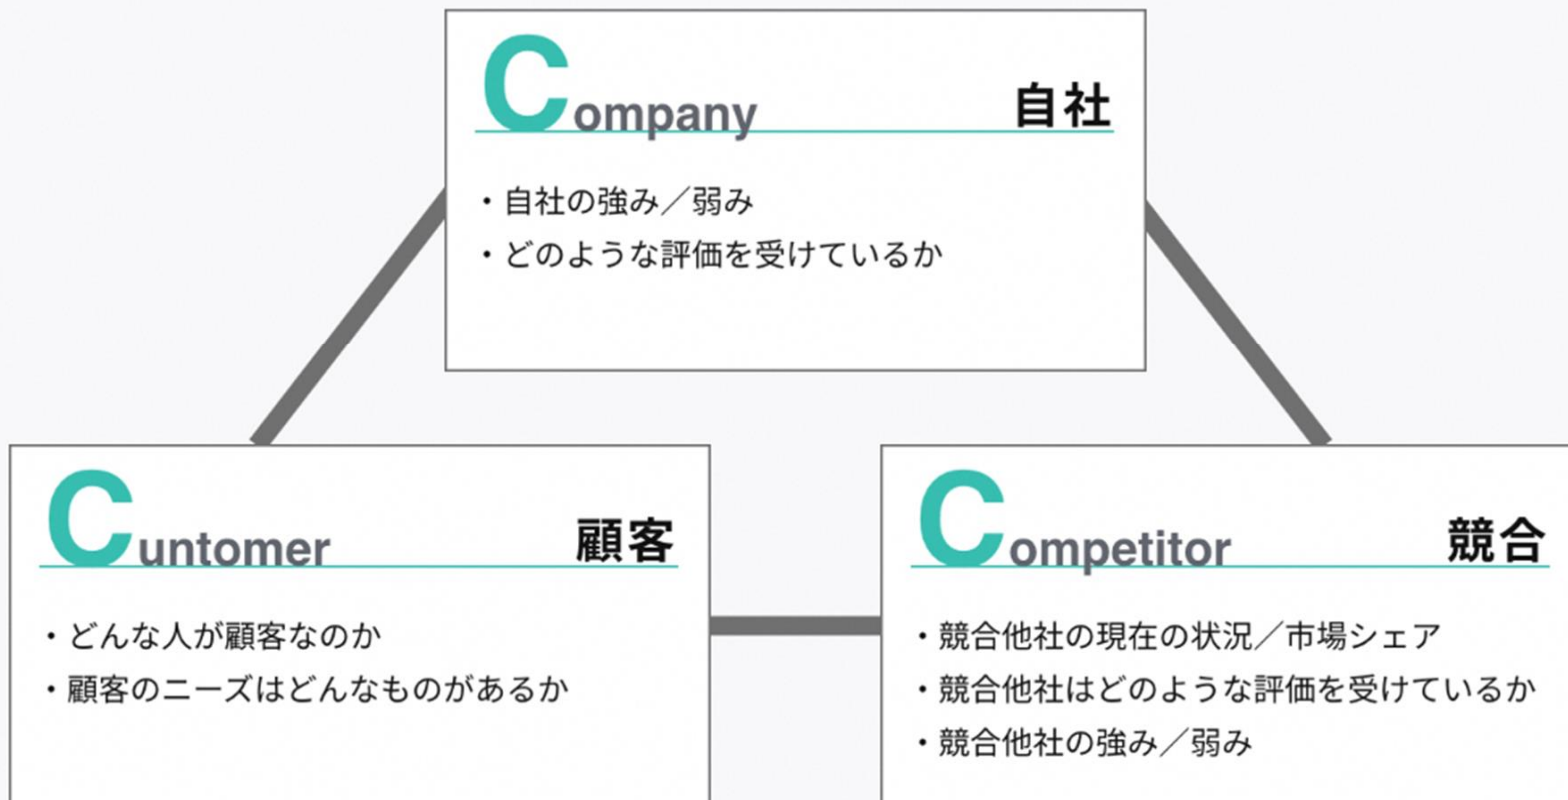 Company 自社
・自社の強み／弱み
・どのような評価を受けているか
Cuntomer 顧客
・どんな人が顧客なのか
・顧客のニーズはどんなものがあるか
Competitor 競合
・競合他社の現在の状況／市場シェア
・競合他社はどのような評価を受けているか
・競合他社の強み／弱み